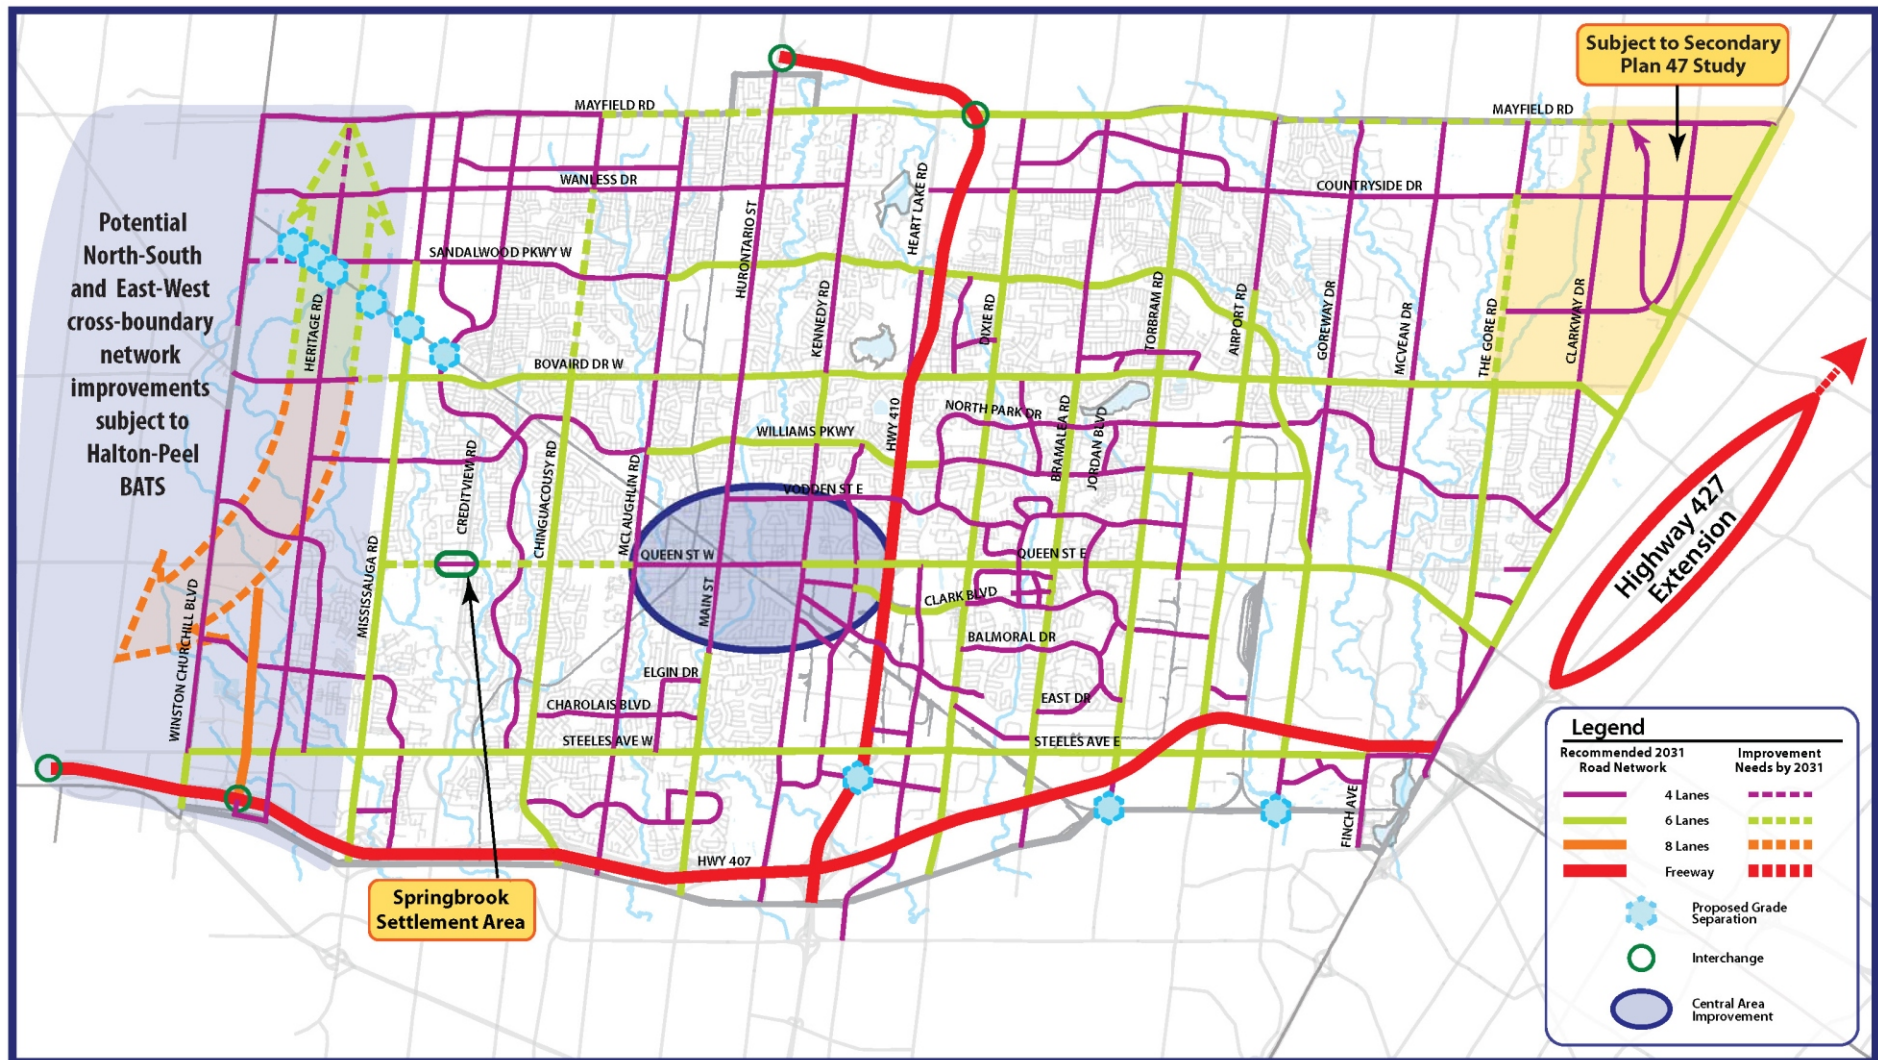 Subject to Secondary
Plan 47 Study
MAYFIELD RD
MAYFIELD RD
WANLESS DR
COUNTRYSIDE DR
HEART LAKE RD
HURONTARIO ST
Potential
North-South
and East-West
cross-boundary
network
improvements
subject to
Halton-Peel
BATS
SANDALWOOD PKWY W
HERITAGE RD
KENNEDY RD
DIXIE RD
TORBRAM RD
AIRPORT RD
GOREWAY DR
MCVEAN DR
THE GORE RD
CLARKWAY DR
BOVAIRD DR W
NORTH PARK DR
WILLIAMS PKWY
HWY 410
BRAMALEA RD
JORDAN BLVD
CREDITVIEW RD
CHINGUACOUSY RD
MCLAUGHLIN RD
VODDEN ST E
QUEEN ST W
QUEEN ST E
MISSISSAUGA RD
MAIN ST
CLARK BLVD
WINSTON CHURCHILL BLVD
BALMORAL DR
ELGIN DR
EAST DR
CHAROLAIS BLVD
STEELES AVE W
STEELES AVE E
FINCH AVE
HWY 407
Highway 427
Extension
Springbrook
Settlement Area
Legend
Recommended 2031
Road Network
Improvement
Needs by 2031
4 Lanes
6 Lanes
8 Lanes
Freeway
Proposed Grade
Separation
Interchange
Central Area
Improvement